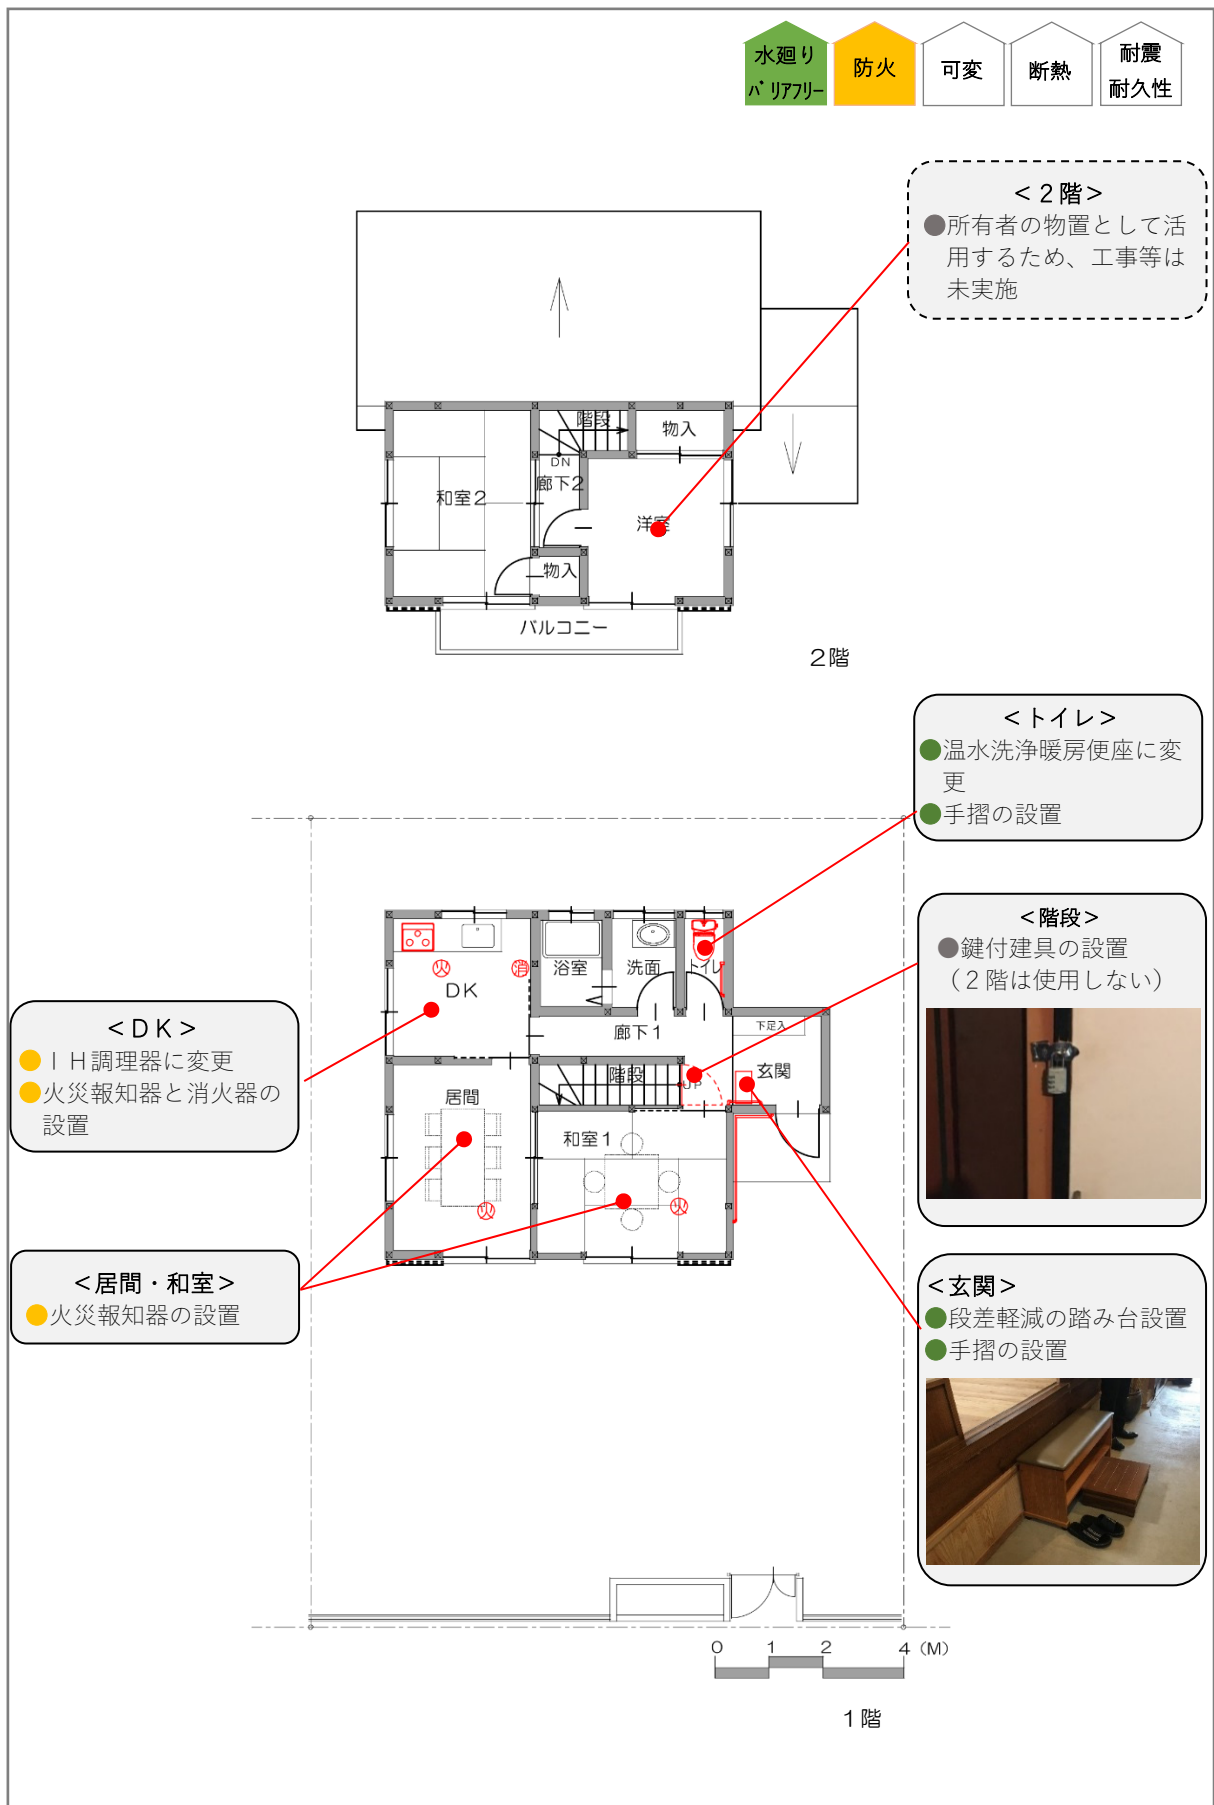 水廻り
バリアフリー
防火
可変
断熱
耐震
耐久性
＜２階＞
●所有者の物置として活
用するため、工事等は
未実施
階段
物入
DN
廊下2
和室2
洋室
物入
バルコニー
2階
＜トイレ＞
●温水洗浄暖房便座に変
更
●手摺の設置
＜階段＞
●鍵付建具の設置
（２階は使用しない）
浴室
洗面
トイレ
火
消
DK
廊下1
下足入
玄関
階段
UP
居間
和室1
火
火
＜ＤＫ＞
●ＩＨ調理器に変更
●火災報知器と消火器の
設置
＜居間・和室＞
●火災報知器の設置
＜玄関＞
●段差軽減の踏み台設置
●手摺の設置
0 1 2 4 (M)
1階